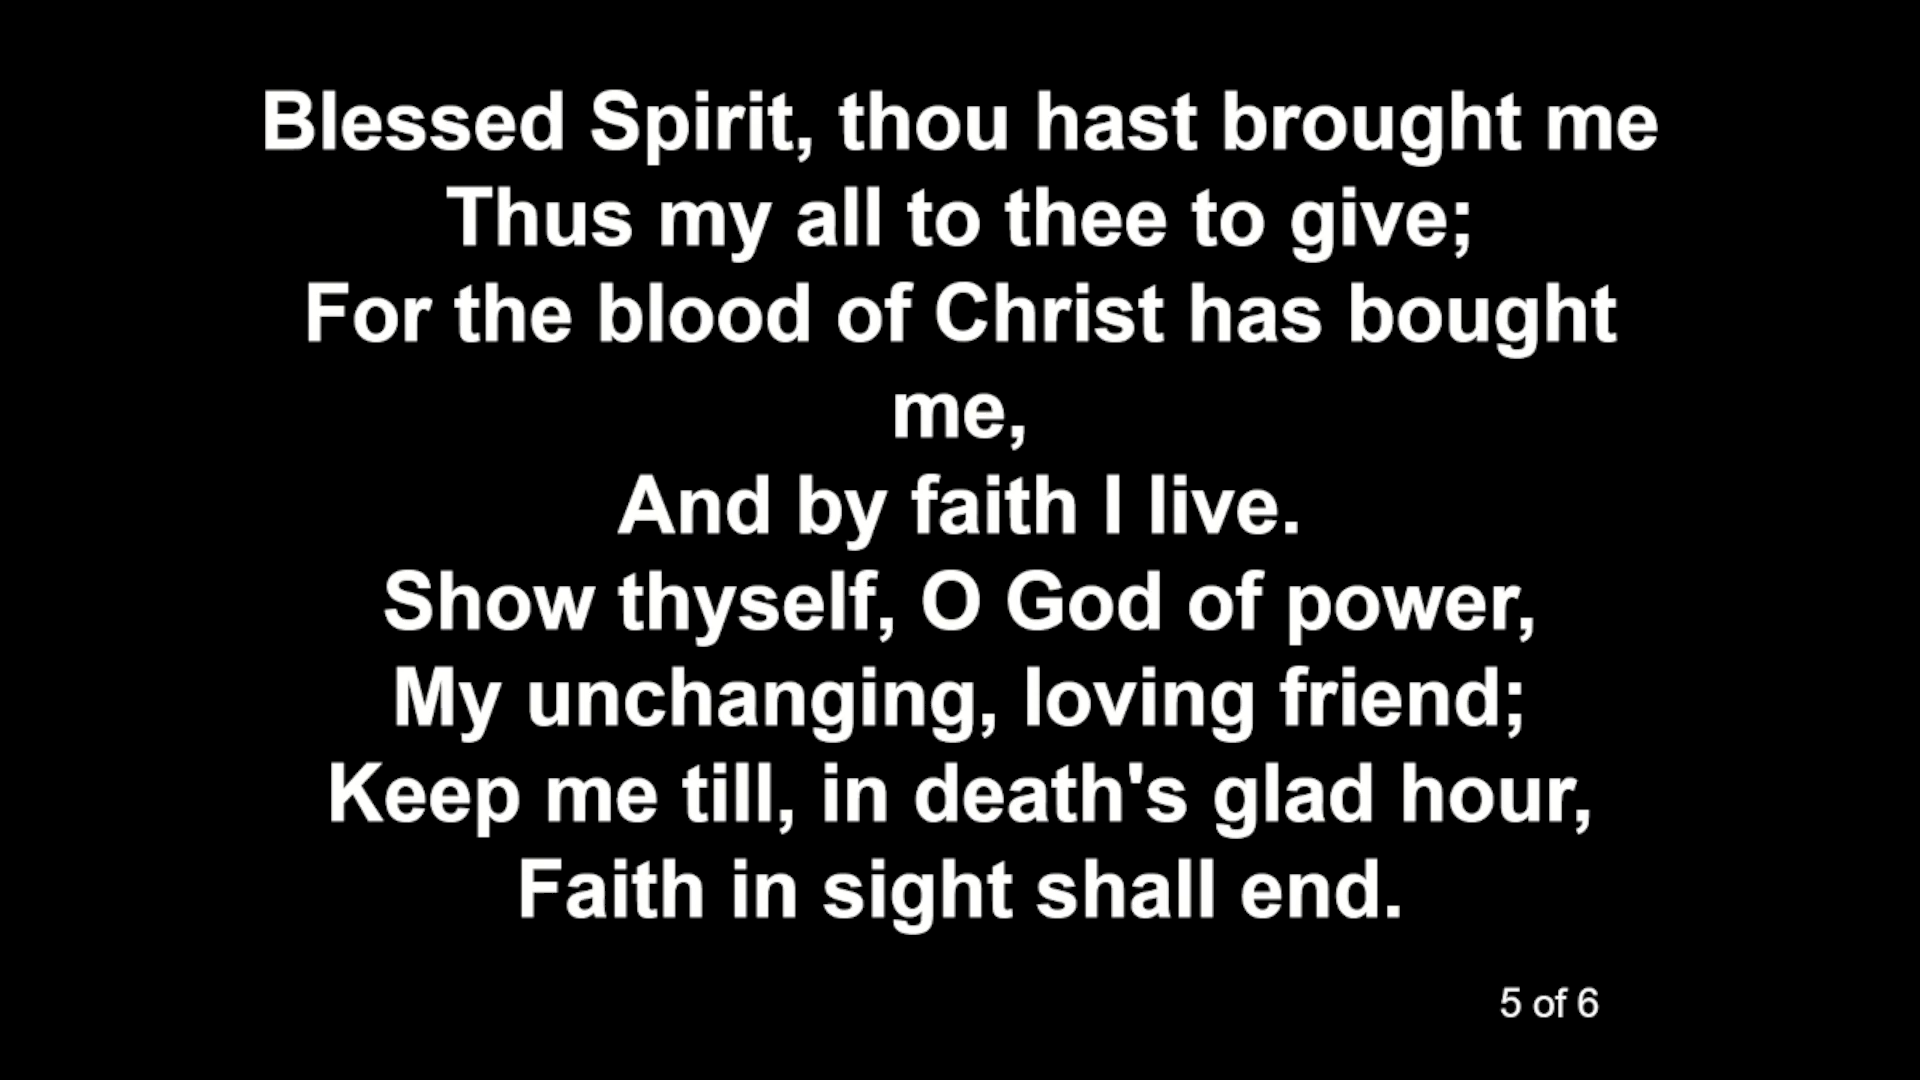 Blessed Spirit, thou hast brought me
Thus my all to thee to give;
For the blood of Christ has bought
me,
And by faith I live.
Show thyself, O God of power,
My unchanging, loving friend;
Keep me till, in death's glad hour,
Faith in sight shall end.
5 of 6